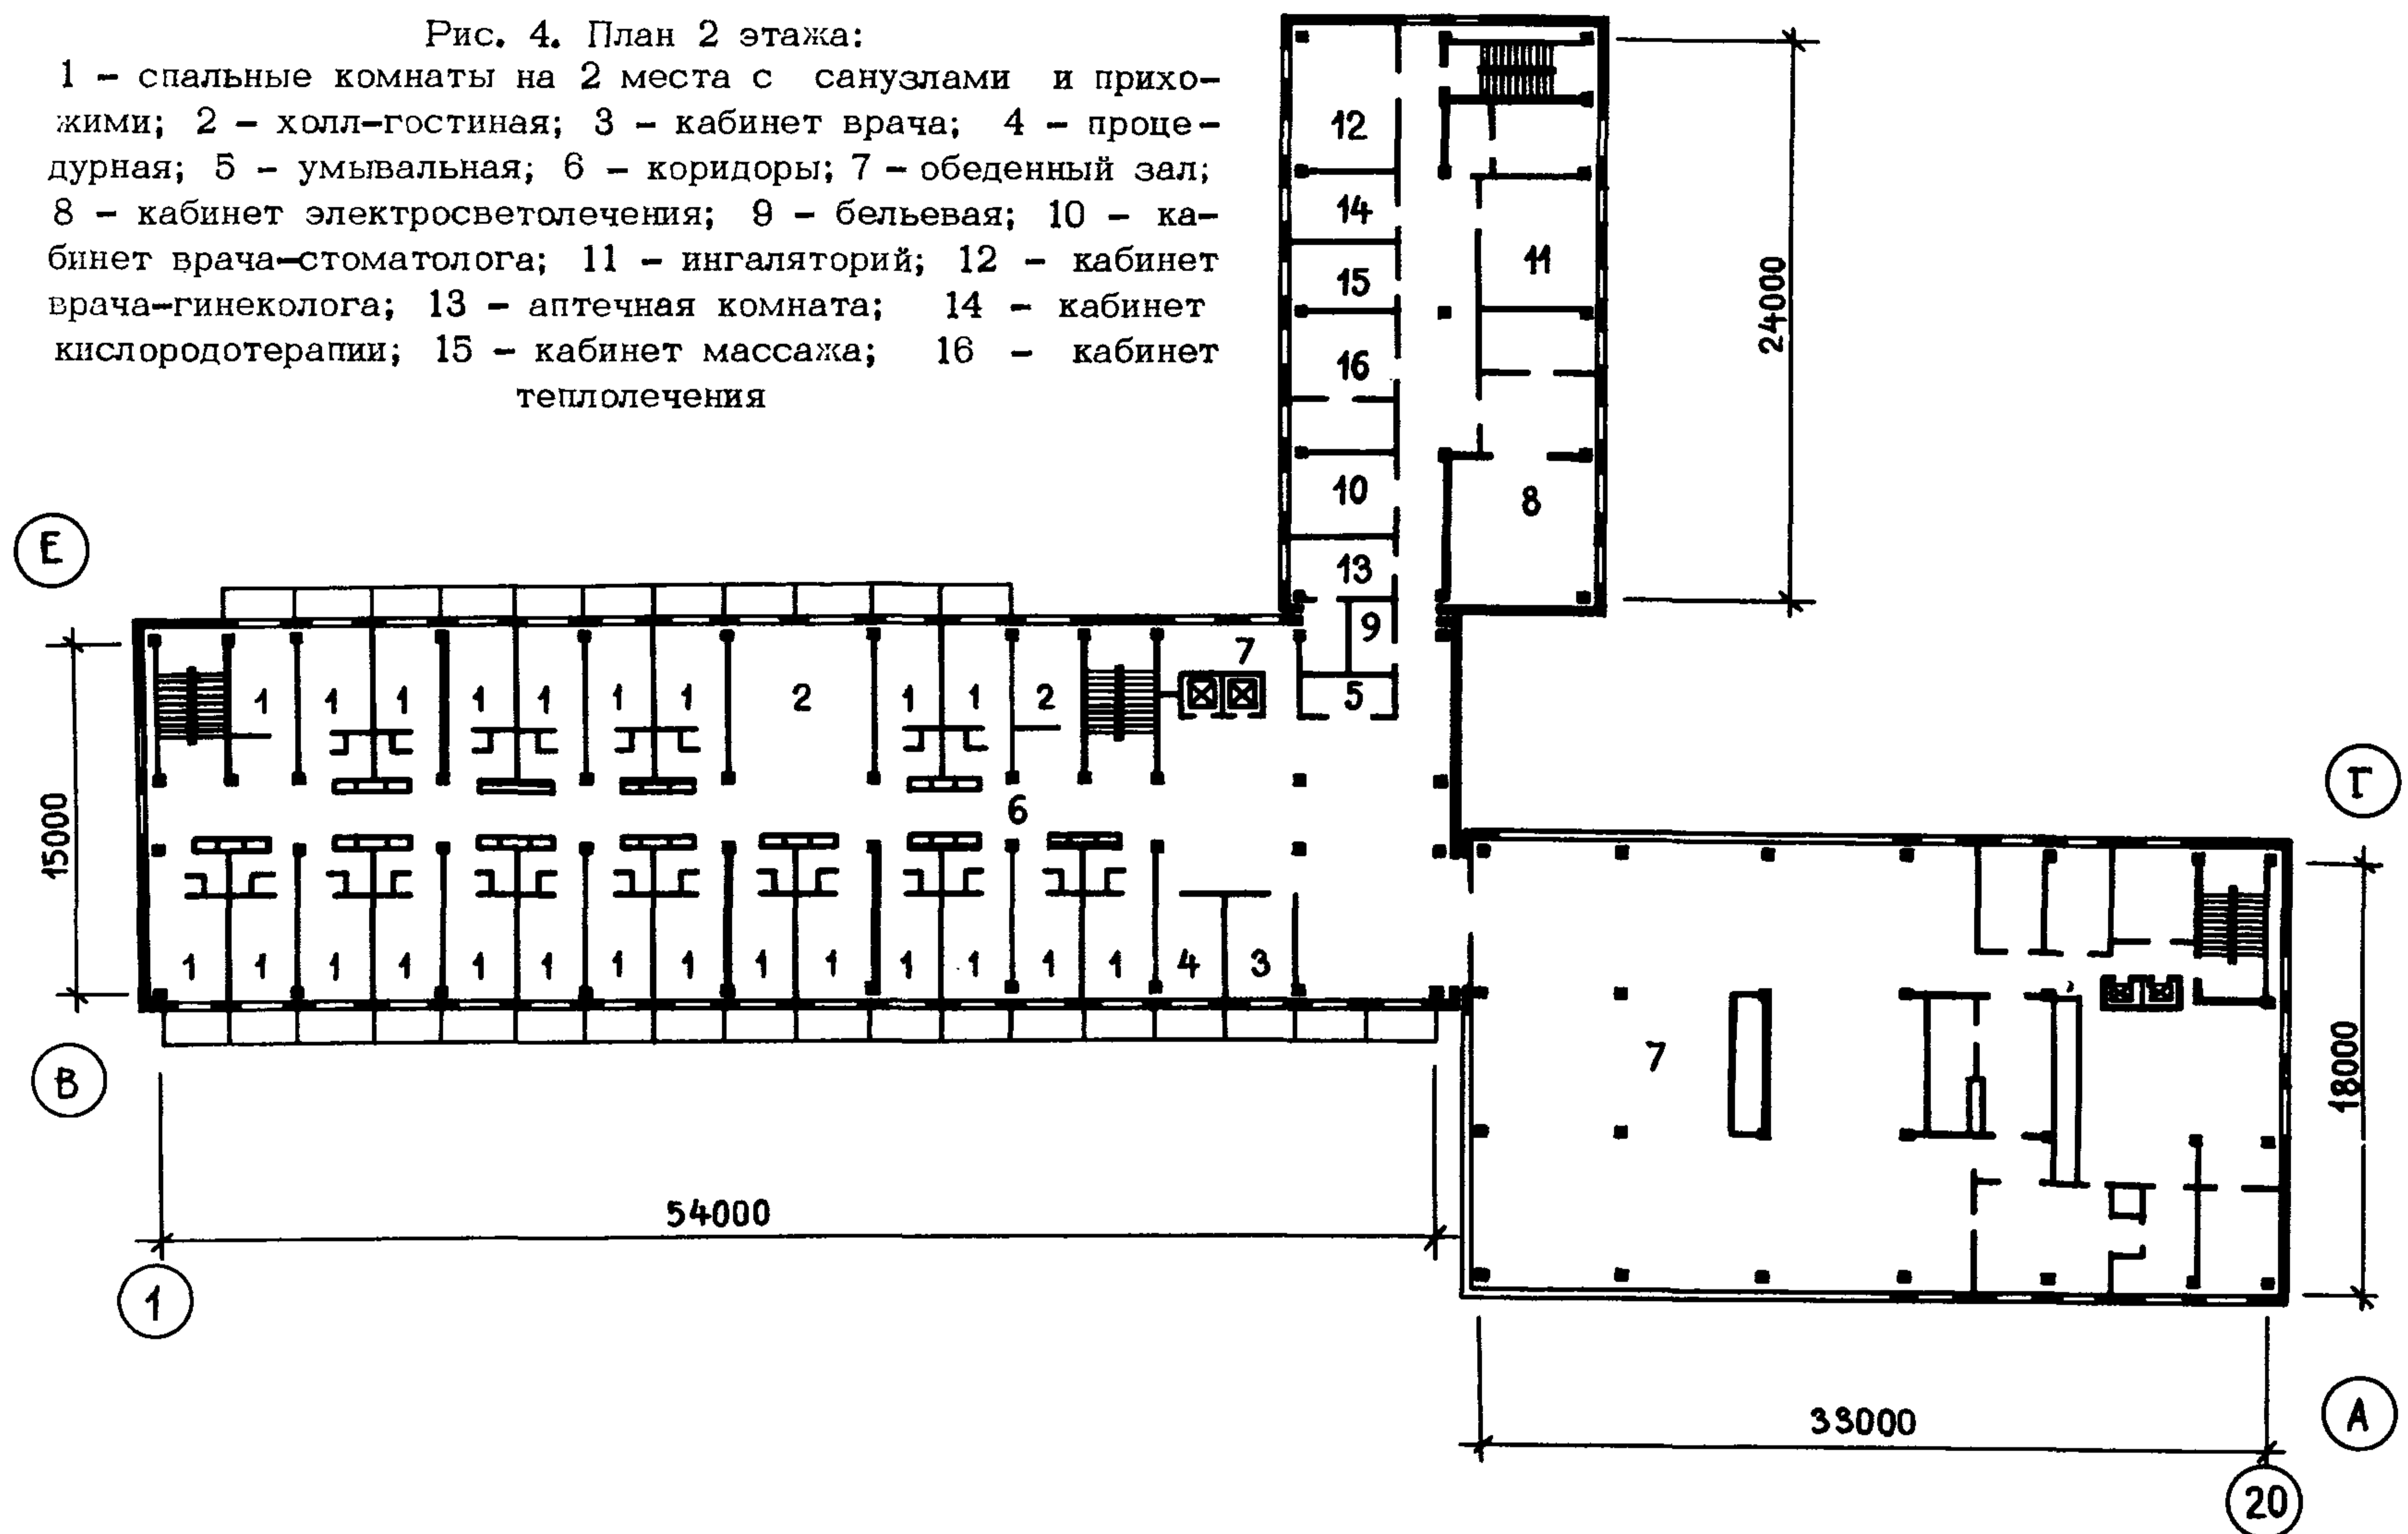 Рис. 4. План 2 этажа:
1 – спальные комнаты на 2 места с санузлами и прихо-
жими; 2 – холл-гостиная; 3 – кабинет врача; 4 – проце-
дурная; 5 – умывальная; 6 – коридоры; 7 – обеденный зал;
8 – кабинет электросветолечения; 9 – бельевая; 10 – ка-
бинет врача-стоматолога; 11 – ингаляторий; 12 – кабинет
врача-гинеколога; 13 – аптечная комната; 14 – кабинет
кислородотерапии; 15 – кабинет массажа; 16 – кабинет
теплолечения
12
14
11
15
24000
16
10
8
13
Е
9
7
1 1 1 1 1 1 1 2 1 1 2
5
Г
6
15000
1 1 1 1 1 1 1 1 1 1 1 1 1 1 4 3
7
18000
В
54000
1
33000
А
20